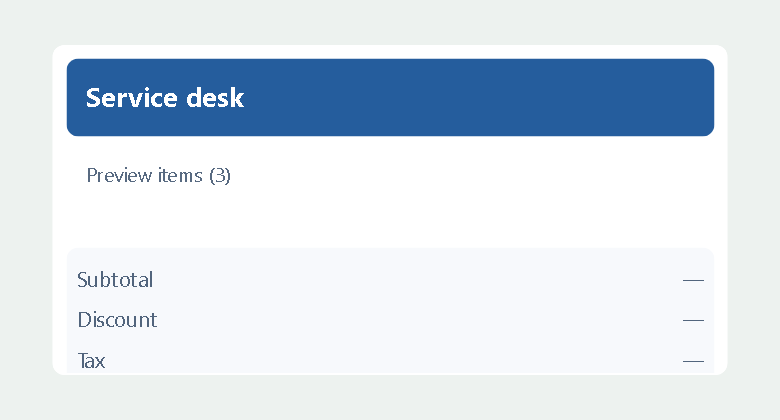 Service desk
Preview items (3)
Subtotal —
Discount —
Tax —